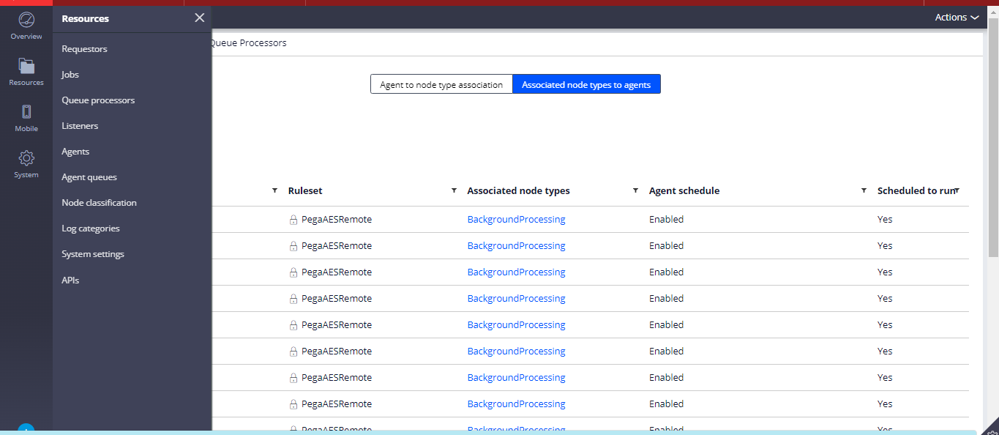 Overview
Resources
Mobile
System
Resources
Requestors
Jobs
Queue processors
Listeners
Agents
Agent queues
Node classification
Log categories
System settings
APIs
Actions
Queue Processors
Agent to node type association Associated node types to agents
Ruleset Associated node types Agent schedule Scheduled to run
PegaAESRemote BackgroundProcessing Enabled Yes
PegaAESRemote BackgroundProcessing Enabled Yes
PegaAESRemote BackgroundProcessing Enabled Yes
PegaAESRemote BackgroundProcessing Enabled Yes
PegaAESRemote BackgroundProcessing Enabled Yes
PegaAESRemote BackgroundProcessing Enabled Yes
PegaAESRemote BackgroundProcessing Enabled Yes
PegaAESRemote BackgroundProcessing Enabled Yes
PegaAESRemote BackgroundProcessing Enabled Yes